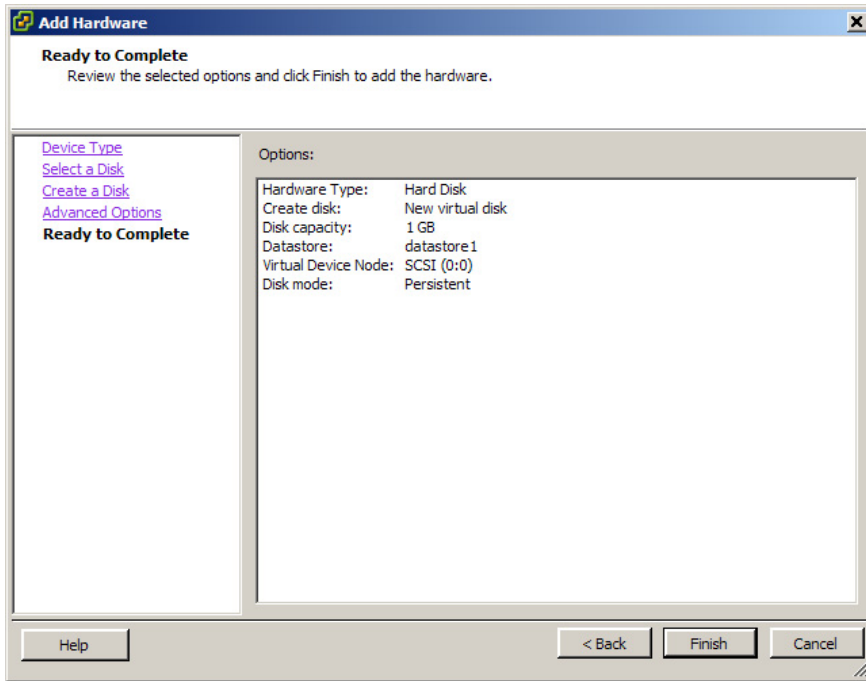 Add Hardware
Ready to Complete
Review the selected options and click Finish to add the hardware.
Device Type
Select a Disk
Create a Disk
Advanced Options
Ready to Complete
Options:
Hardware Type: Hard Disk
Create disk: New virtual disk
Disk capacity: 1 GB
Datastore: datastore1
Virtual Device Node: SCSI (0:0)
Disk mode: Persistent
Help
< Back
Finish
Cancel